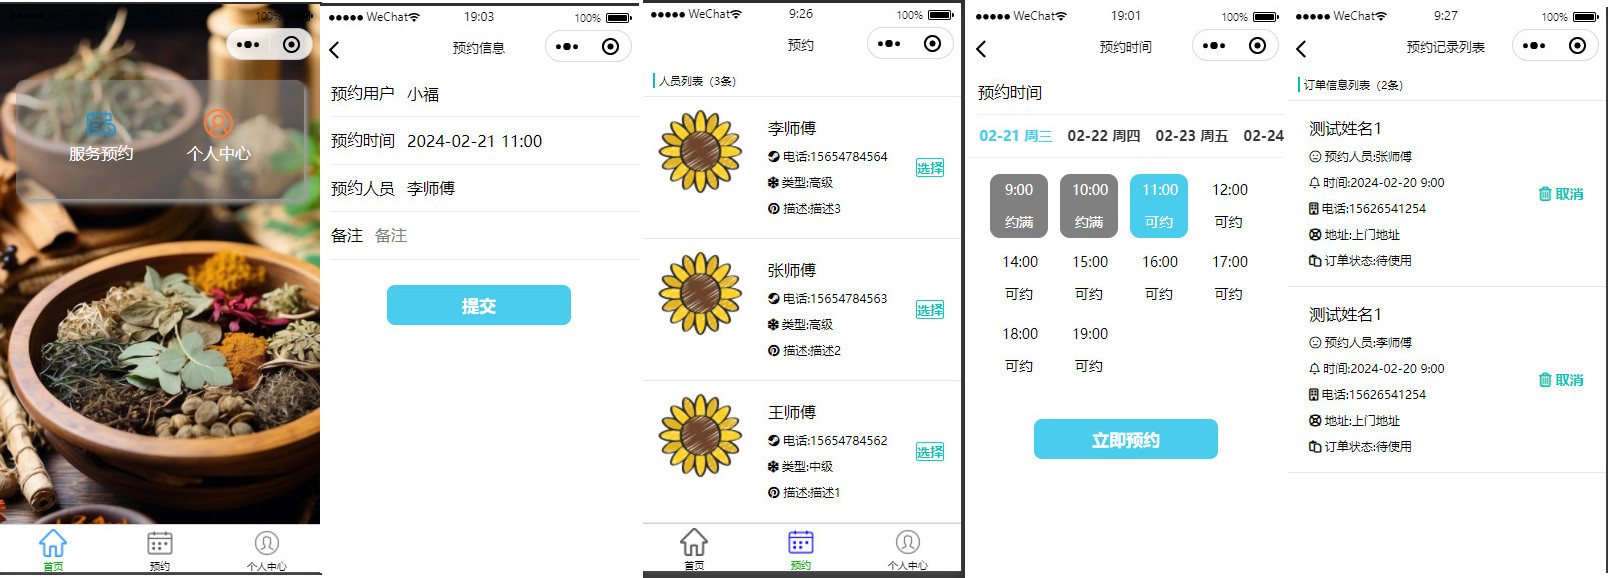 WeChat
100%
服务预约
个人中心
首页
预约
个人中心
WeChat
19:03
100%
预约信息
预约用户 小福
预约时间 2024-02-21 11:00
预约人员 李师傅
备注 备注
提交
WeChat
9:26
100%
预约
人员列表（3条）
李师傅
电话:15654784564
类型:高级
描述:描述3
选择
张师傅
电话:15654784563
类型:高级
描述:描述2
选择
王师傅
电话:15654784562
类型:中级
描述:描述1
选择
首页
预约
个人中心
WeChat
19:01
100%
预约时间
预约时间
02-21 周三 02-22 周四 02-23 周五 02-24
9:00 10:00 11:00 12:00
约满 约满 可约 可约
14:00 15:00 16:00 17:00
可约 可约 可约 可约
18:00 19:00
可约 可约
立即预约
WeChat
9:27
100%
预约记录列表
订单信息列表（2条）
测试姓名1
预约人员:张师傅
时间:2024-02-20 9:00
电话:15626541254
地址:上门地址
订单状态:待使用
取消
测试姓名1
预约人员:李师傅
时间:2024-02-20 9:00
电话:15626541254
地址:上门地址
订单状态:待使用
取消